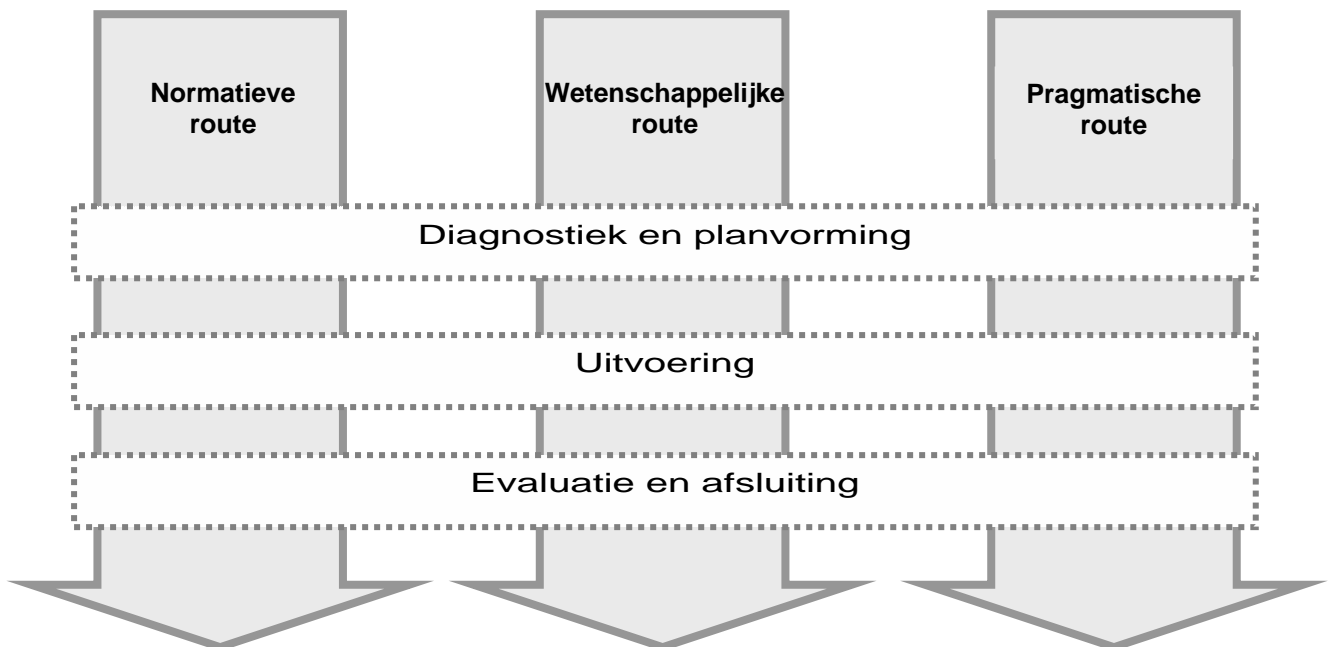 Normatieve
route
Wetenschappelijke
route
Pragmatische
route
Diagnostiek en planvorming
Uitvoering
Evaluatie en afsluiting